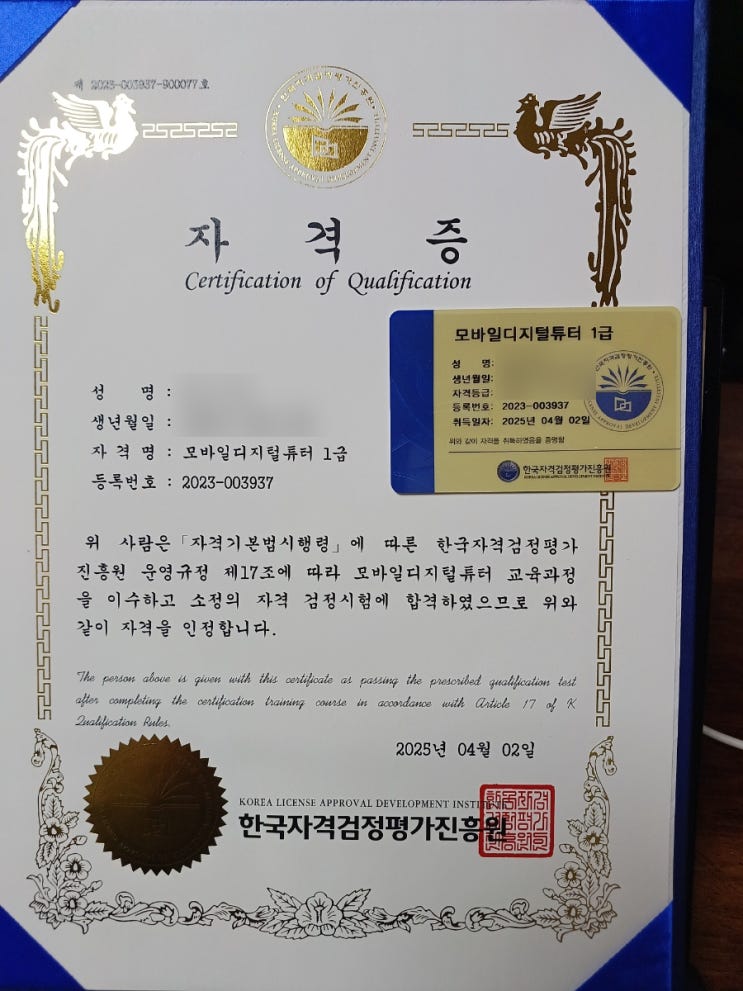 제 2023-003937-900077호
자격증
Certification of Qualification
성 명 :
생년월일 :
자 격 명 : 모바일디지털튜터 1급
등록번호 : 2023-003937
모바일디지털튜터 1급
성 명:
생년월일:
자격등급:
등록번호: 2023-003937
취득일자: 2025년 04월 02일
위와 같이 자격을 취득하였음을 증명함
한국자격검정평가진흥원
KOREA LICENSE APPROVAL DEVELOPMENT INSTITUTE
위 사람은「자격기본법시행령」에 따른 한국자격검정평가
진흥원 운영규정 제17조에 따라 모바일디지털튜터 교육과정
을 이수하고 소정의 자격 검정시험에 합격하였으므로 위와
같이 자격을 인정합니다.
The person above is given with this certificate as passing the prescribed qualification test
after completing the certification training course in accordance with Article 17 of K
Qualification Rules.
2025년 04월 02일
KOREA LICENSE APPROVAL DEVELOPMENT INSTITUTE
한국자격검정평가진흥원